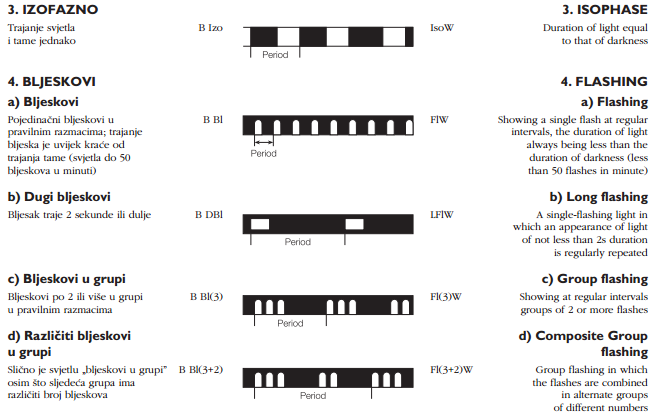 3. IZOFAZNO
Trajanje svjetla
i tame jednako
B Izo
Period
IsoW
3. ISOPHASE
Duration of light equal
to that of darkness
4. BLJESKOVI
4. FLASHING
a) Bljeskovi
Pojedinačni bljeskovi u
pravilnim razmacima; trajanje
bljeska je uvijek kraće od
trajanja tame (svjetla do 50
bljeskova u minuti)
B Bl
Period
FlW
a) Flashing
Showing a single flash at regular
intervals, the duration of light
always being less than the
duration of darkness (less
than 50 flashes in minute)
b) Dugi bljeskovi
Bljesak traje 2 sekunde ili dulje
B DBl
Period
LFlW
b) Long flashing
A single-flashing light in
which an appearance of light
of not less than 2s duration
is regularly repeated
c) Bljeskovi u grupi
Bljeskovi po 2 ili više u grupi
u pravilnim razmacima
B Bl(3)
Period
Fl(3)W
c) Group flashing
Showing at regular intervals
groups of 2 or more flashes
d) Različiti bljeskovi
u grupi
Slično je svjetlu „bljeskovi u grupi”
osim što sljedeća grupa ima
različiti broj bljeskova
B Bl(3+2)
Period
Fl(3+2)W
d) Composite Group
flashing
Group flashing in which
the flashes are combined
in alternate groups
of different numbers